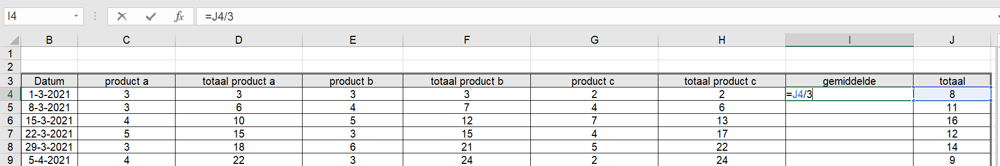 I4 fx =J4/3
B C D E F G H I J
1
2
3 Datum product a totaal product a product b totaal product b product c totaal product c gemiddelde totaal
4 1-3-2021 3 3 3 3 2 2 =J4/3 8
5 8-3-2021 3 6 4 7 4 6 11
6 15-3-2021 4 10 5 12 7 13 16
7 22-3-2021 5 15 3 15 4 17 12
8 29-3-2021 3 18 6 21 5 22 14
9 5-4-2021 4 22 3 24 2 24 9